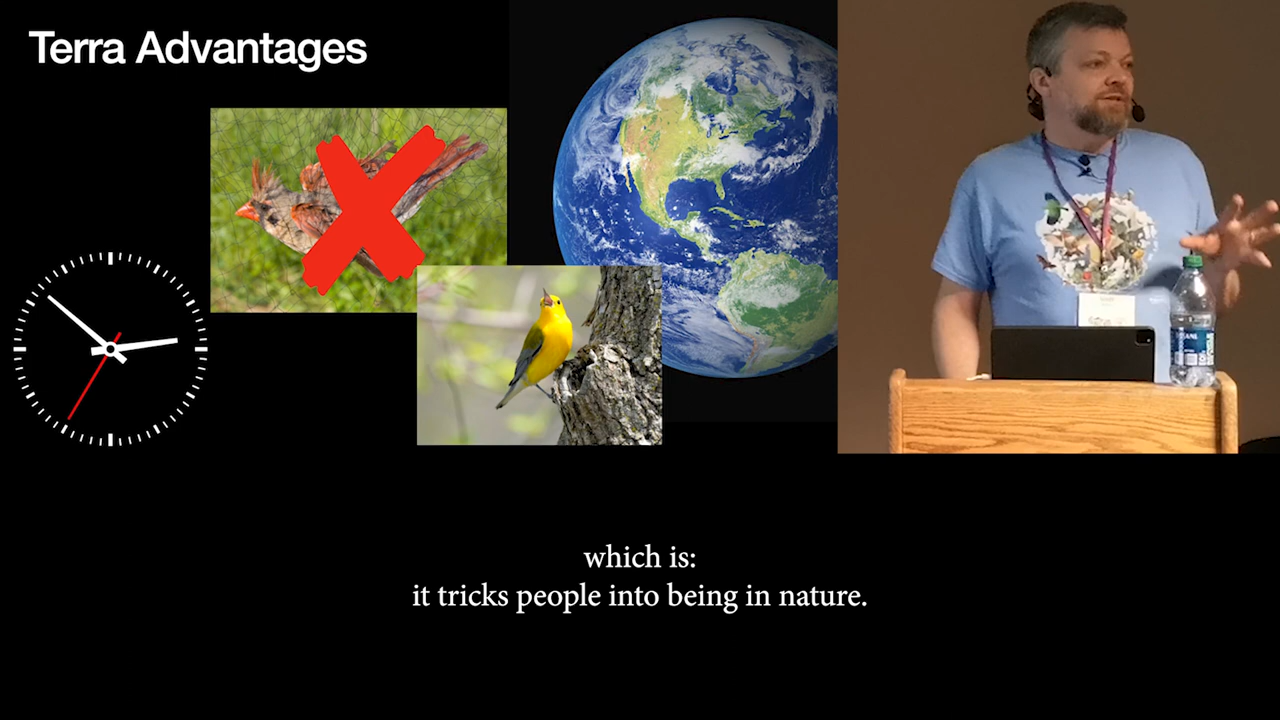 Terra Advantages
which is:
it tricks people into being in nature.